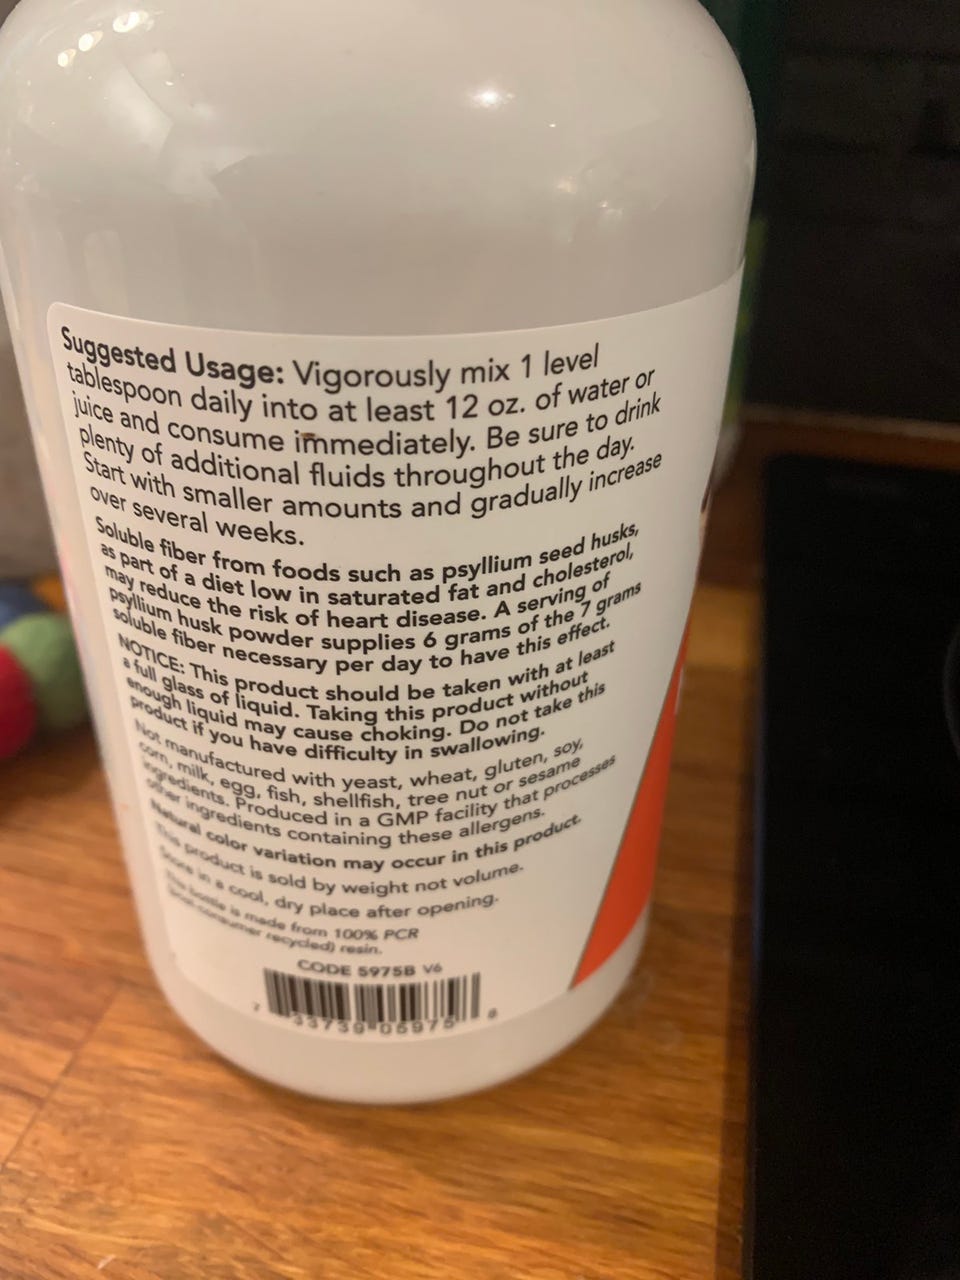 Suggested Usage: Vigorously mix 1 level
tablespoon daily into at least 12 oz. of water or
juice and consume immediately. Be sure to drink
plenty of additional fluids throughout the day.
Start with smaller amounts and gradually increase
over several weeks.
Soluble fiber from foods such as psyllium seed husks,
as part of a diet low in saturated fat and cholesterol,
may reduce the risk of heart disease. A serving of
psyllium husk powder supplies 6 grams of the 7 grams
soluble fiber necessary per day to have this effect.
NOTICE: This product should be taken with at least
a full glass of liquid. Taking this product without
enough liquid may cause choking. Do not take this
product if you have difficulty in swallowing.
Not manufactured with yeast, wheat, gluten, soy,
corn, milk, egg, fish, shellfish, tree nut or sesame
ingredients. Produced in a GMP facility that processes
other ingredients containing these allergens.
Natural color variation may occur in this product.
This product is sold by weight not volume.
Store in a cool, dry place after opening.
This bottle is made from 100% PCR
(post-consumer recycled) resin.
CODE 5975B V6
7 33739 05975 8